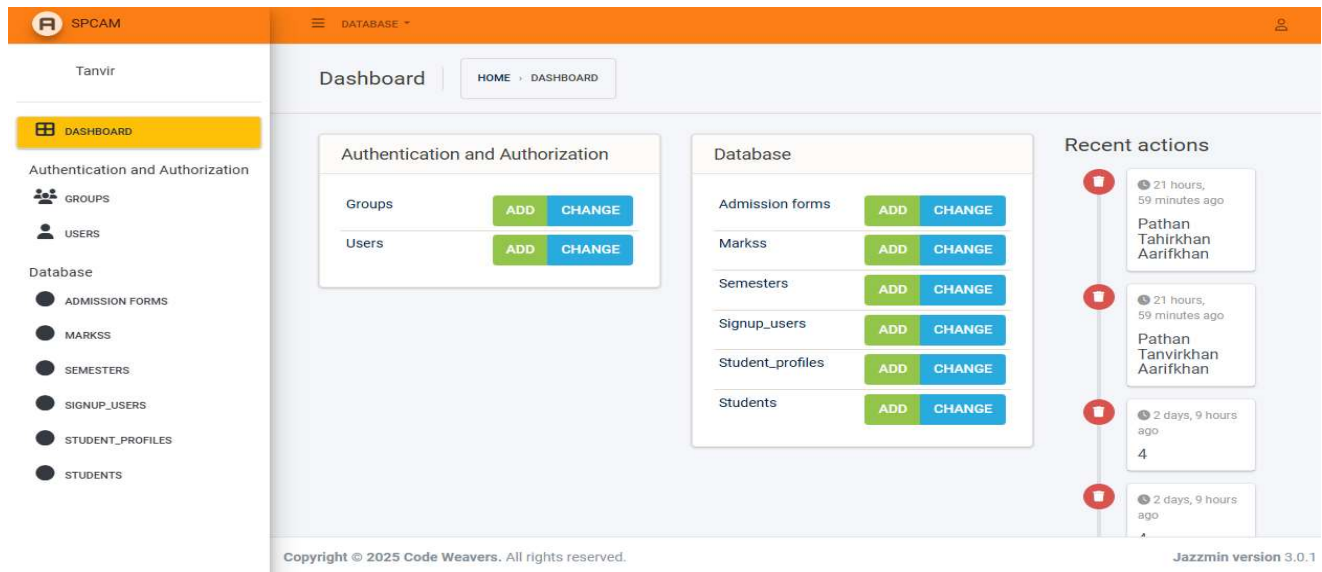 SPCAM
DATABASE
Tanvir
DASHBOARD
Authentication and Authorization
GROUPS
USERS
Database
ADMISSION FORMS
MARKSS
SEMESTERS
SIGNUP_USERS
STUDENT_PROFILES
STUDENTS
Dashboard
HOME › DASHBOARD
Authentication and Authorization
Groups ADD CHANGE
Users ADD CHANGE
Database
Admission forms ADD CHANGE
Markss ADD CHANGE
Semesters ADD CHANGE
Signup_users ADD CHANGE
Student_profiles ADD CHANGE
Students ADD CHANGE
Recent actions
21 hours,
59 minutes ago
Pathan
Tahirkhan
Aarifkhan
21 hours,
59 minutes ago
Pathan
Tanvirkhan
Aarifkhan
2 days, 9 hours
ago
4
2 days, 9 hours
ago
Copyright © 2025 Code Weavers. All rights reserved.
Jazzmin version 3.0.1